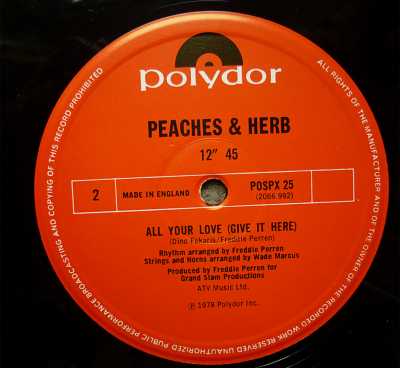 polydor
PEACHES & HERB
12" 45
2
MADE IN ENGLAND
POSPX 25
(2066 992)
ALL YOUR LOVE (GIVE IT HERE)
(Dino Fekaris/Freddie Perren)
Rhythm arranged by Freddie Perren
Strings and Horns arranged by Wade Marcus
Produced by Freddie Perren for
Grand Slam Productions
ATV Music Ltd.
℗ 1978 Polydor Inc.
ALL RIGHTS OF THE MANUFACTURER AND OF THE OWNER OF THE RECORDED WORK RESERVED UNAUTHORIZED PUBLIC PERFORMANCE BROADCASTING AND COPYING OF THIS RECORD PROHIBITED